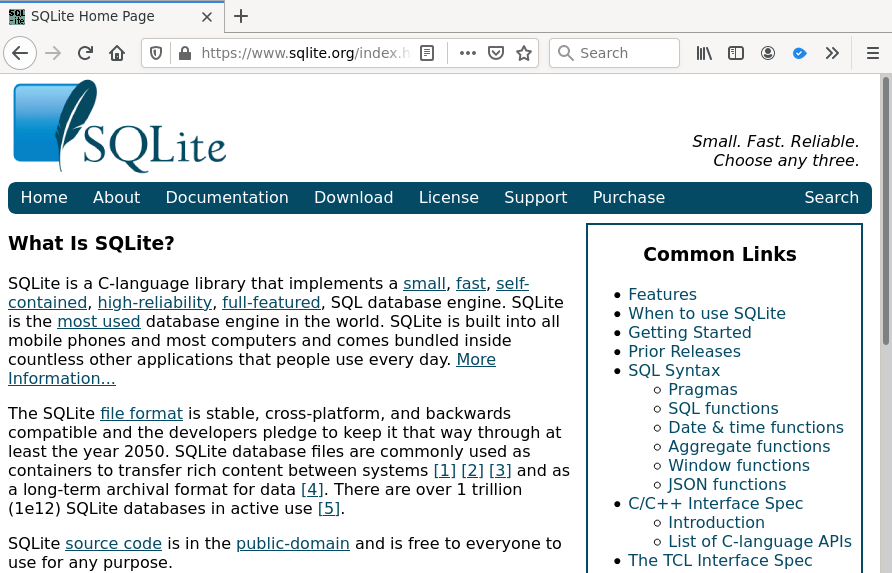 SQLite Home Page
https://www.sqlite.org/index.h
Search
SQLite
Small. Fast. Reliable.
Choose any three.
Home About Documentation Download License Support Purchase Search
What Is SQLite?
SQLite is a C-language library that implements a small, fast, self-
contained, high-reliability, full-featured, SQL database engine. SQLite
is the most used database engine in the world. SQLite is built into all
mobile phones and most computers and comes bundled inside
countless other applications that people use every day. More
Information...
The SQLite file format is stable, cross-platform, and backwards
compatible and the developers pledge to keep it that way through at
least the year 2050. SQLite database files are commonly used as
containers to transfer rich content between systems [1] [2] [3] and as
a long-term archival format for data [4]. There are over 1 trillion
(1e12) SQLite databases in active use [5].
SQLite source code is in the public-domain and is free to everyone to
use for any purpose.
Common Links
Features
When to use SQLite
Getting Started
Prior Releases
SQL Syntax
Pragmas
SQL functions
Date & time functions
Aggregate functions
Window functions
JSON functions
C/C++ Interface Spec
Introduction
List of C-language APIs
The TCL Interface Spec